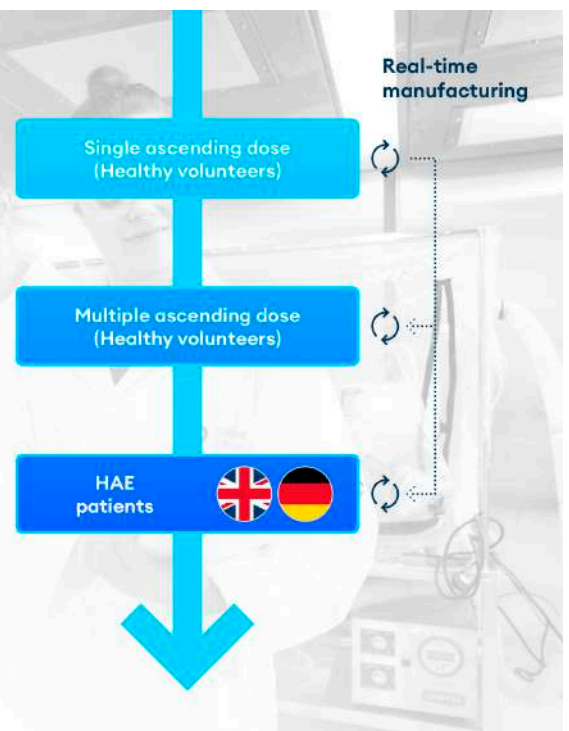 Real-time
manufacturing
Single ascending dose
(Healthy volunteers)
Multiple ascending dose
(Healthy volunteers)
HAE
patients